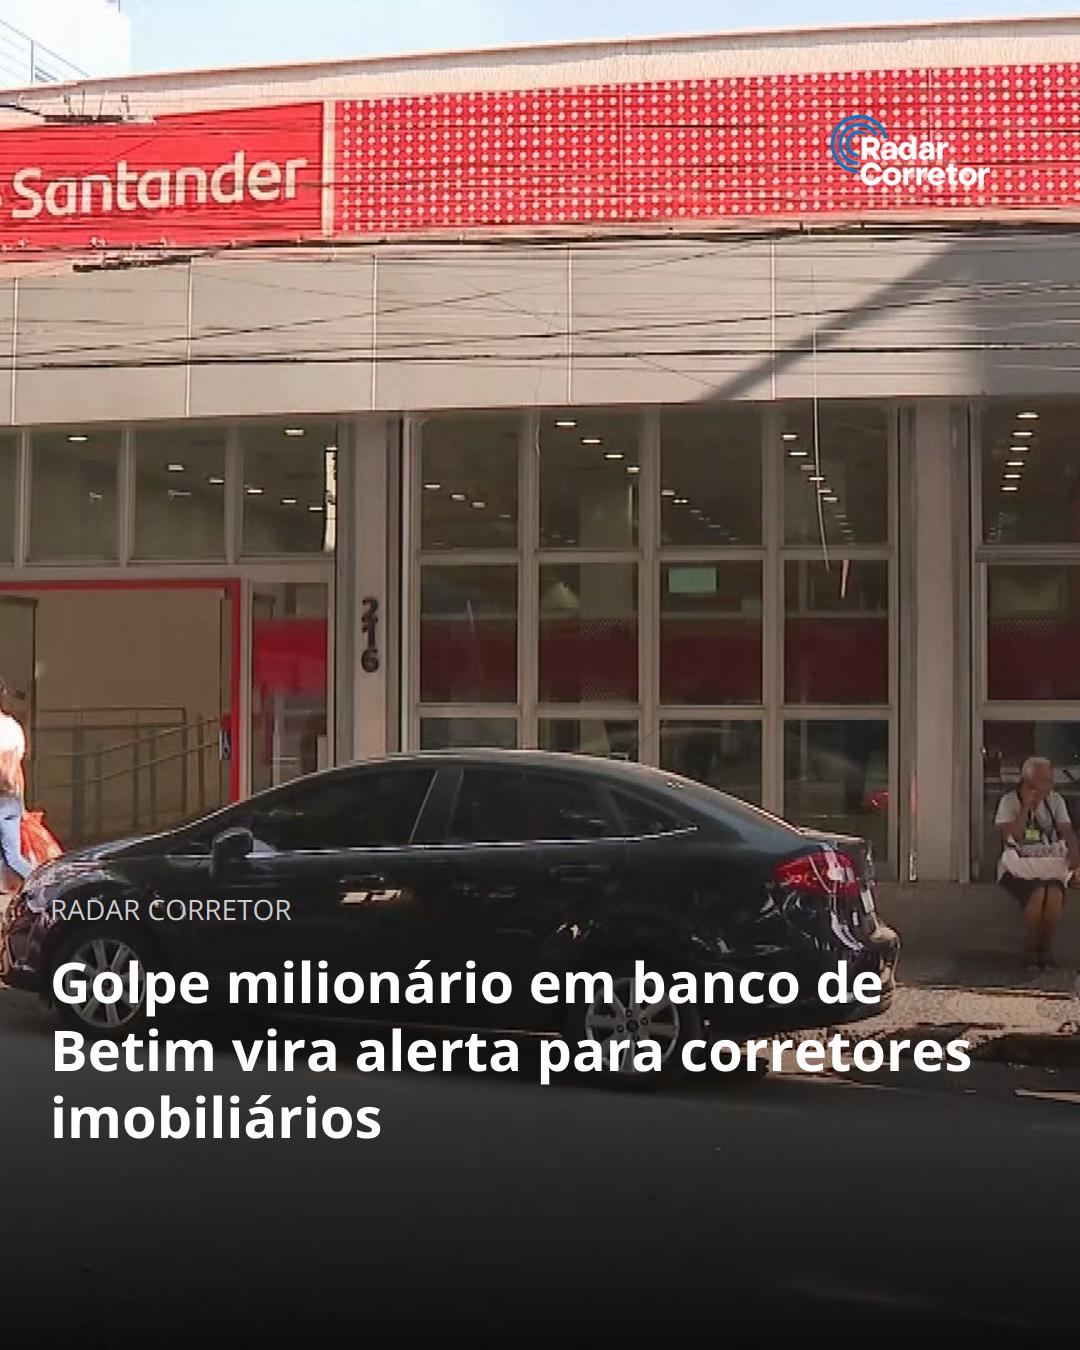 Santander
Radar
Corretor
216
RADAR CORRETOR
Golpe milionário em banco de
Betim vira alerta para corretores
imobiliários